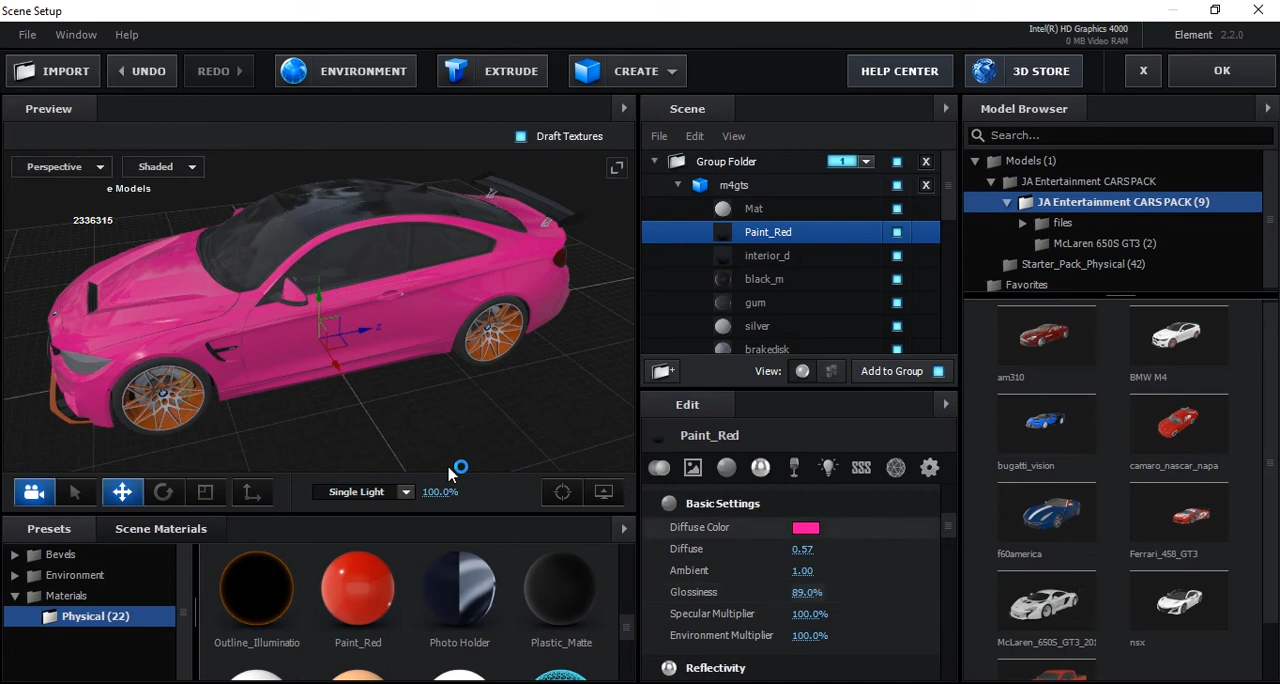 Scene Setup
File Window Help
Intel(R) HD Graphics 4000
0 MB Video RAM
Element 2.2.0
IMPORT UNDO REDO ENVIRONMENT EXTRUDE CREATE HELP CENTER 3D STORE X OK
Preview
Draft Textures
Perspective Shaded
e Models
2336315
Single Light 100.0%
Presets Scene Materials
Bevels
Environment
Materials
Physical (22)
Outline_Illuminatio Paint_Red Photo Holder Plastic_Matte
Scene
File Edit View
Group Folder 1 X
m4gts X
Mat
Paint_Red
interior_d
black_m
gum
silver
brakedisk
View: Add to Group
Edit
Paint_Red
Basic Settings
Diffuse Color
Diffuse 0.57
Ambient 1.00
Glossiness 89.0%
Specular Multiplier 100.0%
Environment Multiplier 100.0%
Reflectivity
Model Browser
Search...
Models (1)
JA Entertainment CARS PACK
JA Entertainment CARS PACK (9)
files
McLaren 650S GT3 (2)
Starter_Pack_Physical (42)
Favorites
am310 BMW M4
bugatti_vision camaro_nascar_napa
f60america Ferrari_458_GT3
McLaren_650S_GT3_201 nsx